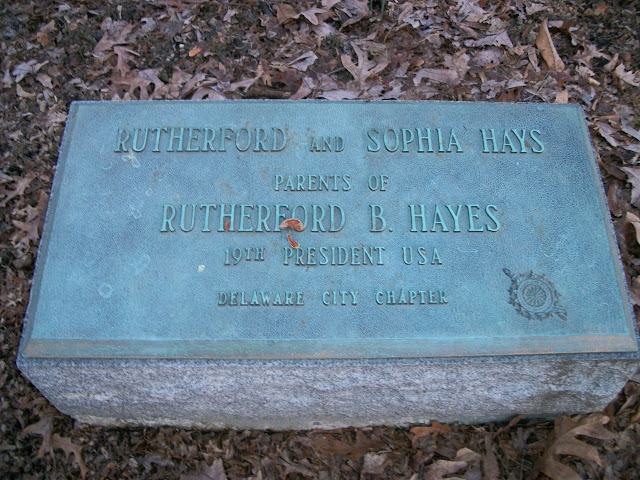 RUTHERFORD AND SOPHIA HAYS
PARENTS OF
RUTHERFORD B. HAYES
19TH PRESIDENT USA
DELAWARE CITY CHAPTER